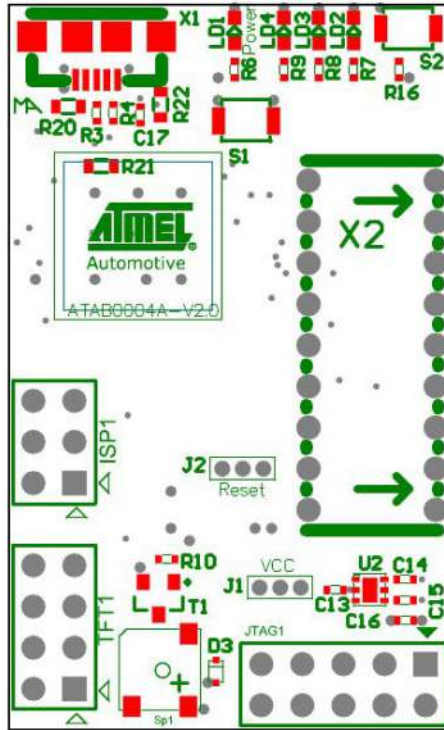 X1
LD1
Power
LD4
LD3
LD2
S2
R6
R9
R8
R7
R16
R20
R3
R4
C17
R22
S1
R21
ATMEL
®
Automotive
ATAB0004A-V2.0
X2
ISP1
J2
Reset
R10
TFT1
T1
VCC
J1
U2
C14
C13
C15
C16
D3
JTAG1
Sp1